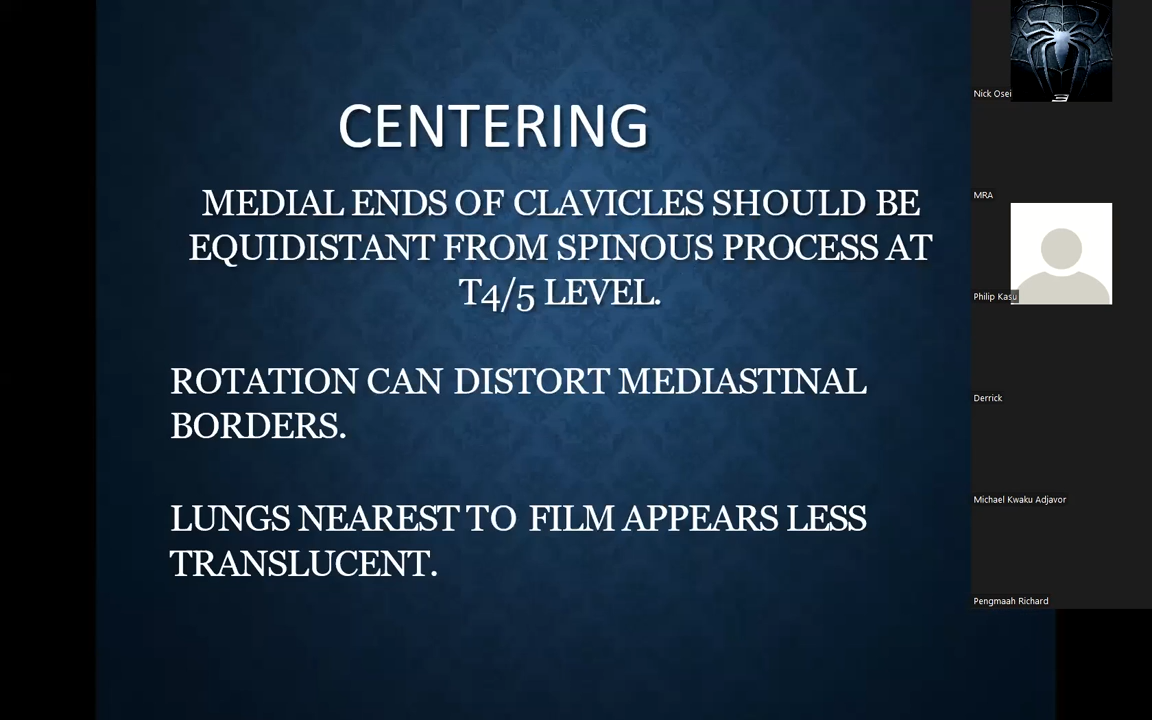 CENTERING
MEDIAL ENDS OF CLAVICLES SHOULD BE
EQUIDISTANT FROM SPINOUS PROCESS AT
T4/5 LEVEL.
ROTATION CAN DISTORT MEDIASTINAL
BORDERS.
LUNGS NEAREST TO FILM APPEARS LESS
TRANSLUCENT.
Nick Osei
MRA
Philip Kasu
Derrick
Michael Kwaku Adjavor
Pengmaah Richard